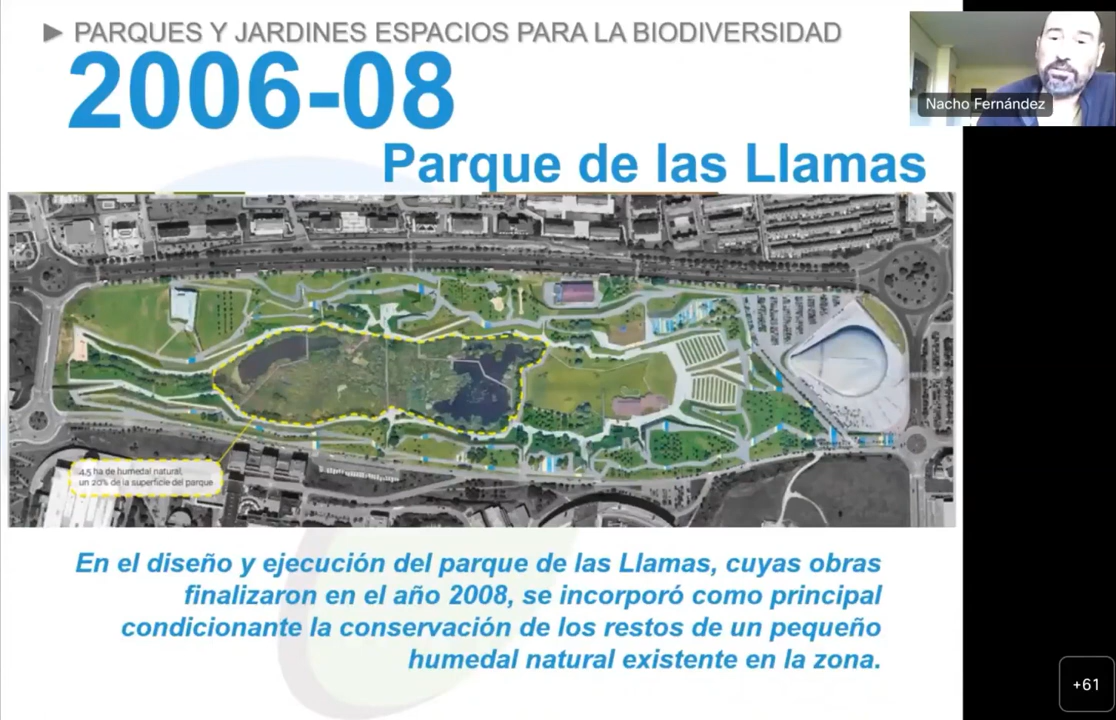 ► PARQUES Y JARDINES ESPACIOS PARA LA BIODIVERSIDAD
2006-08
Nacho Fernández
Parque de las Llamas
4,5 ha de humedal natural,
un 20% de la superficie del parque
En el diseño y ejecución del parque de las Llamas, cuyas obras
finalizaron en el año 2008, se incorporó como principal
condicionante la conservación de los restos de un pequeño
humedal natural existente en la zona.
+61